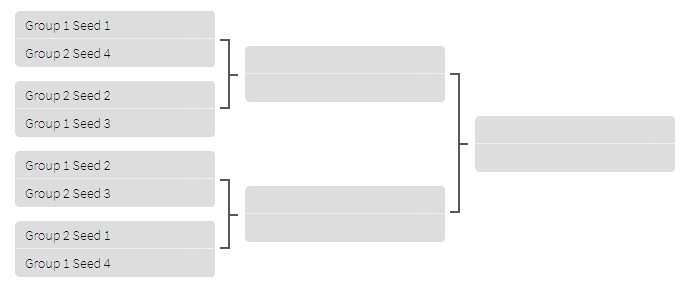 Group 1 Seed 1
Group 2 Seed 4
Group 2 Seed 2
Group 1 Seed 3
Group 1 Seed 2
Group 2 Seed 3
Group 2 Seed 1
Group 1 Seed 4